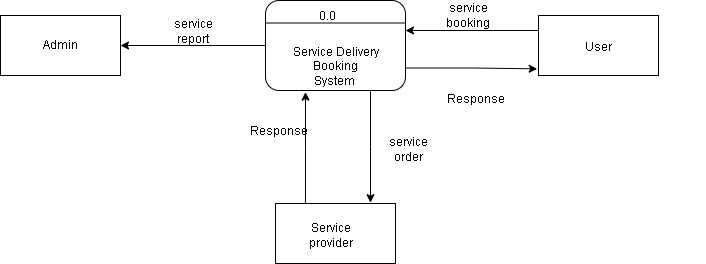 0.0
service
booking
service
report
Admin
User
Service Delivery
Booking
System
Response
Response
service
order
Service
provider